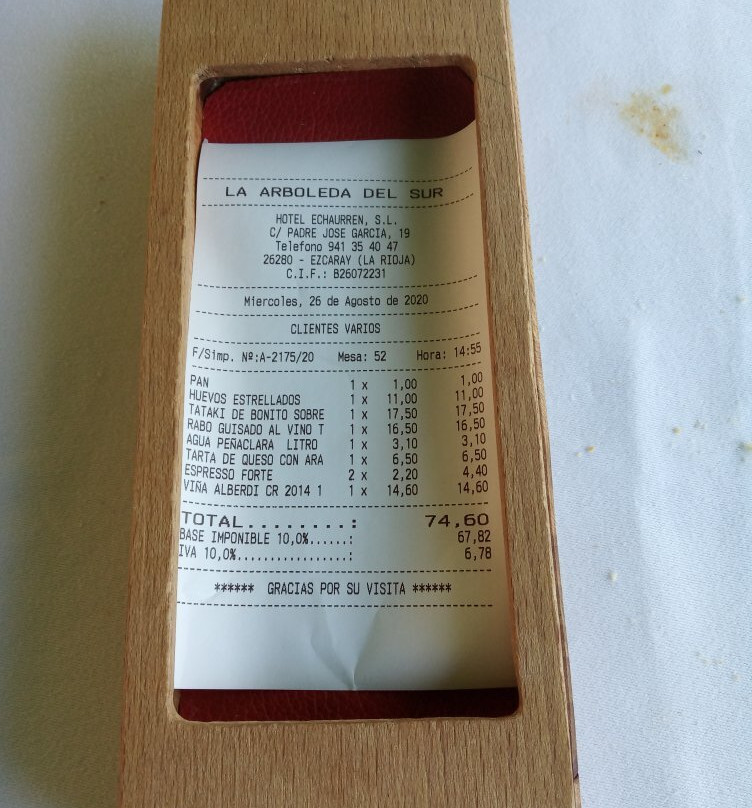 LA ARBOLEDA DEL SUR
HOTEL ECHAURREN, S.L.
C/ PADRE JOSE GARCIA, 19
Telefono 941 35 40 47
26280 - EZCARAY (LA RIOJA)
C.I.F.: B26072231
Miercoles, 26 de Agosto de 2020
CLIENTES VARIOS
F/Simp. Nº:A-2175/20 Mesa: 52 Hora: 14:55
PAN 1 x 1,00 1,00
HUEVOS ESTRELLADOS 1 x 11,00 11,00
TATAKI DE BONITO SOBRE 1 x 17,50 17,50
RABO GUISADO AL VINO T 1 x 16,50 16,50
AGUA PEÑACLARA LITRO 1 x 3,10 3,10
TARTA DE QUESO CON ARA 1 x 6,50 6,50
ESPRESSO FORTE 2 x 2,20 4,40
VIÑA ALBERDI CR 2014 1 1 x 14,60 14,60
TOTAL.........: 74,60
BASE IMPONIBLE 10,0%......: 67,82
IVA 10,0%.................: 6,78
****** GRACIAS POR SU VISITA ******